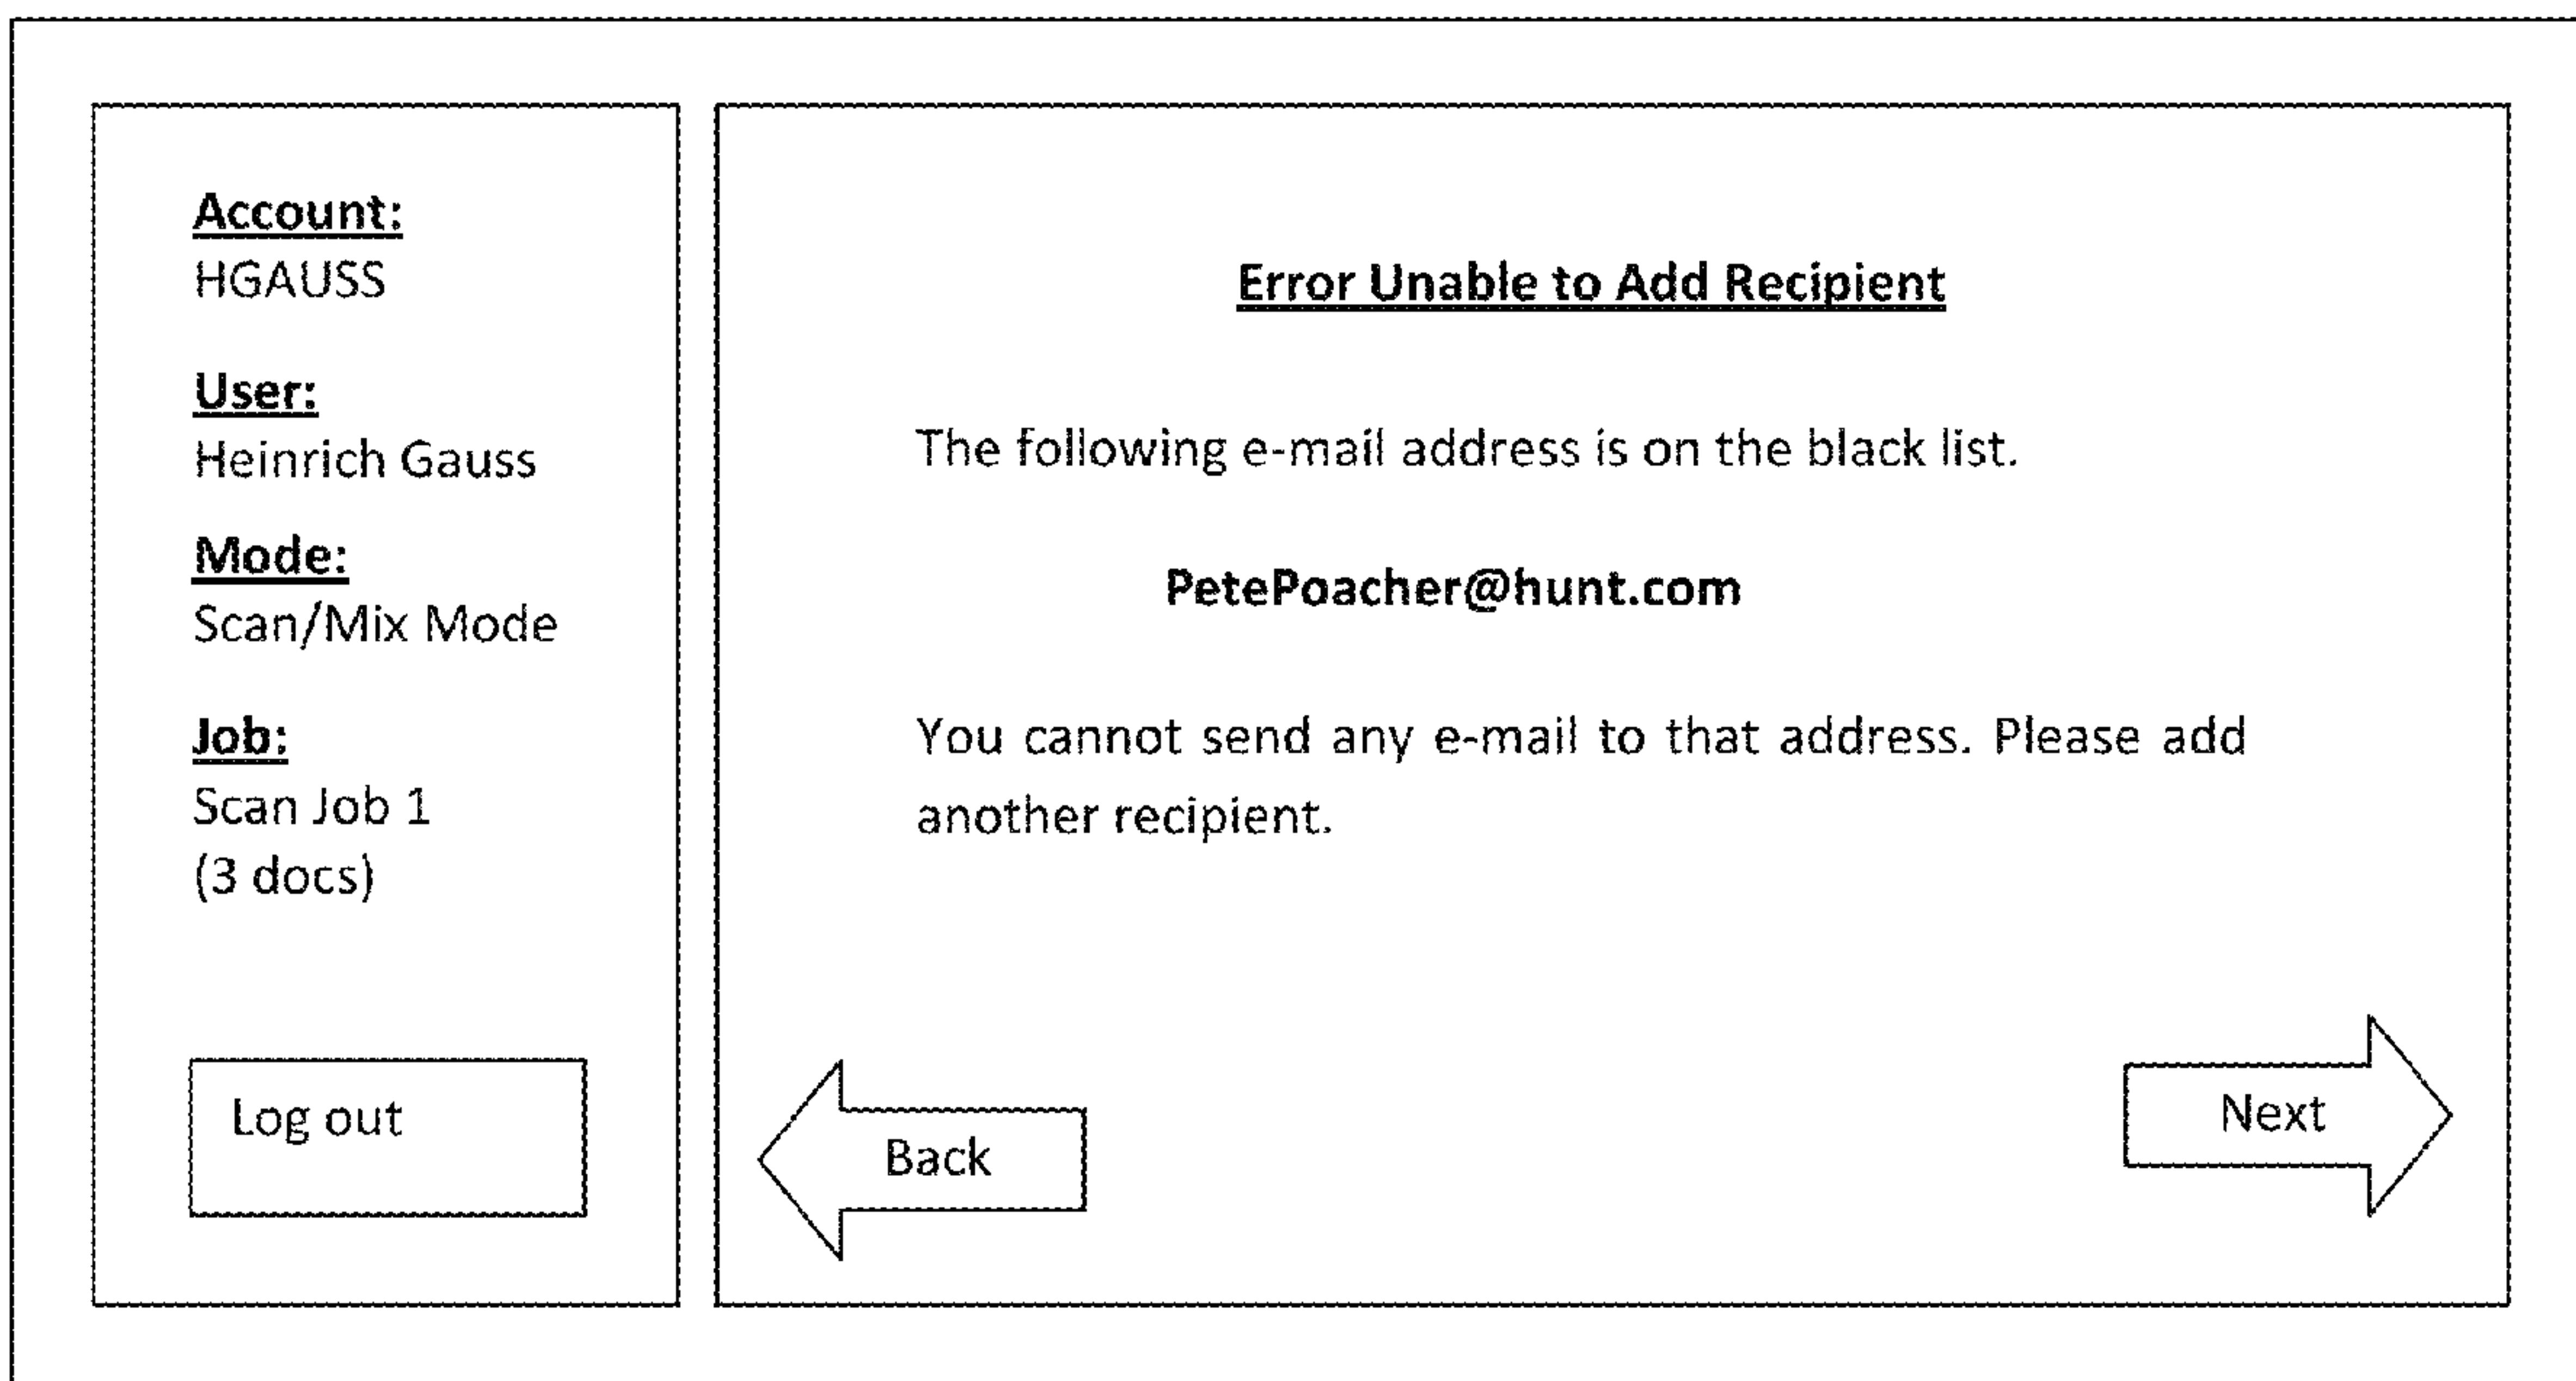 Account:
HGAUSS
User:
Heinrich Gauss
Mode:
Scan/Mix Mode
Job:
Scan Job 1
(3 docs)
Log out
Error Unable to Add Recipient
The following e-mail address is on the black list.
PetePoacher@hunt.com
You cannot send any e-mail to that address. Please add
another recipient.
Back
Next